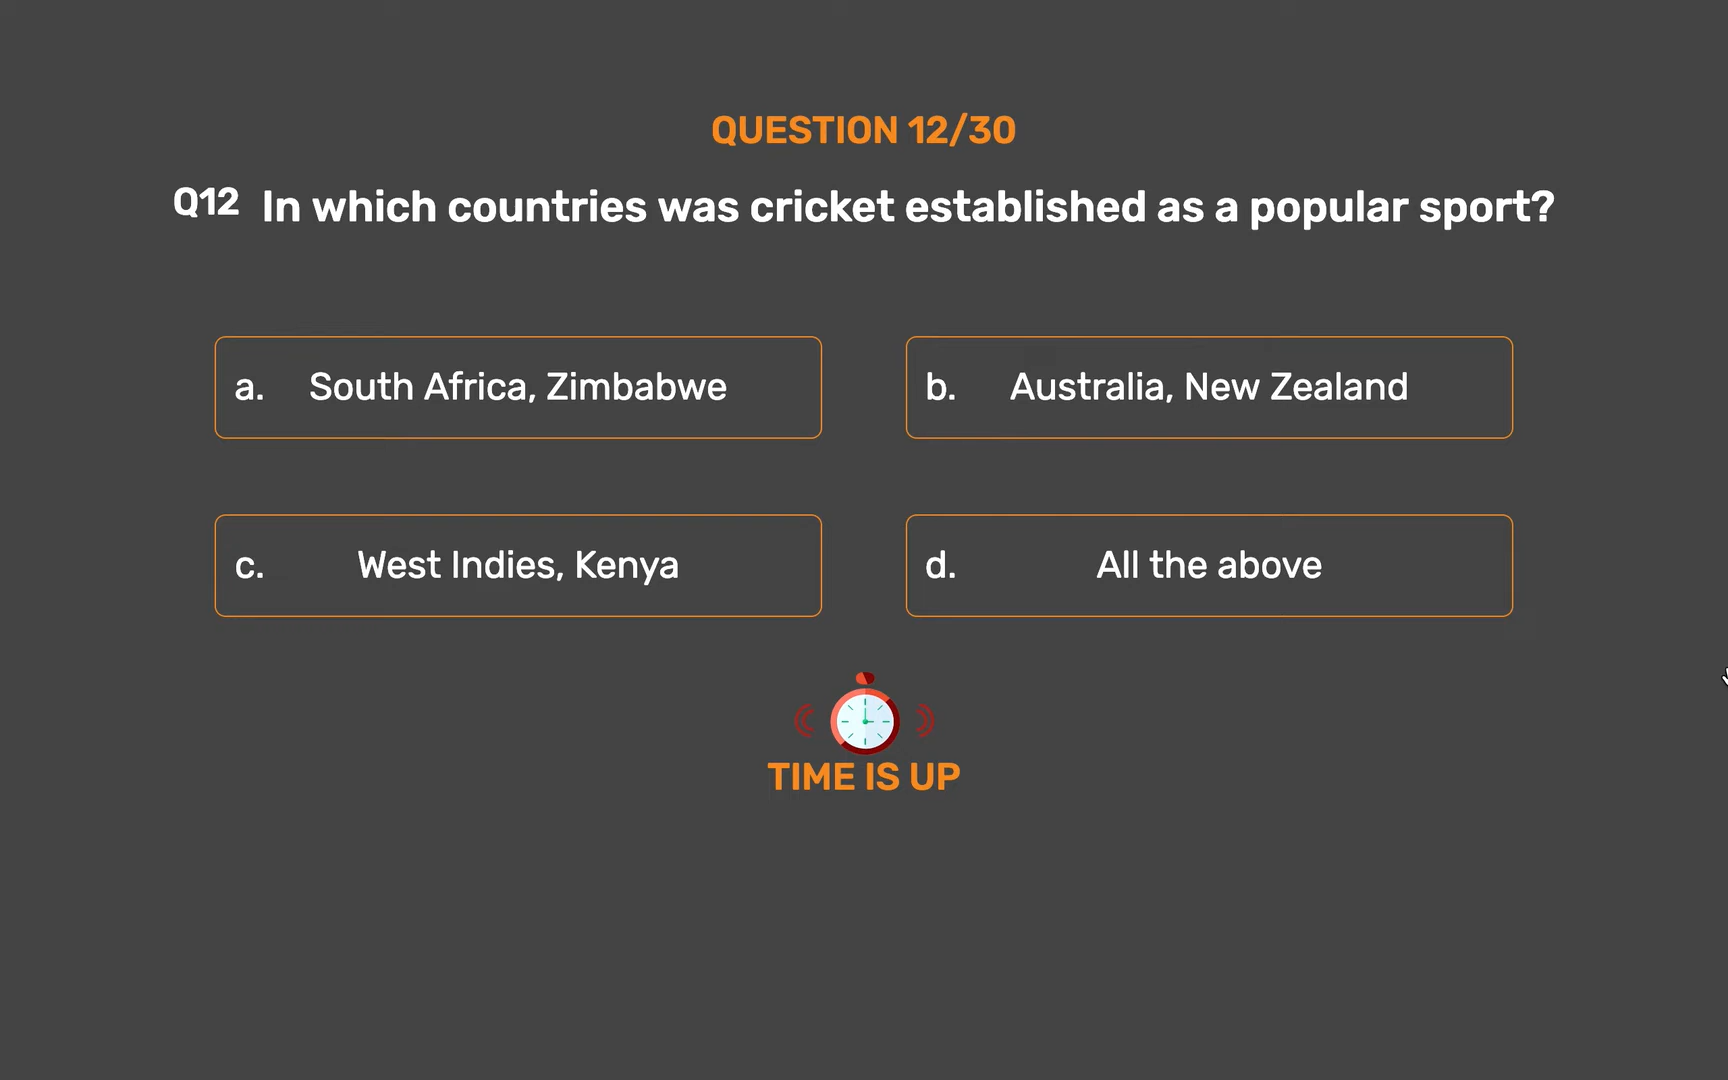 QUESTION 12/30
Q12 In which countries was cricket established as a popular sport?
a. South Africa, Zimbabwe
b. Australia, New Zealand
c. West Indies, Kenya
d. All the above
TIME IS UP